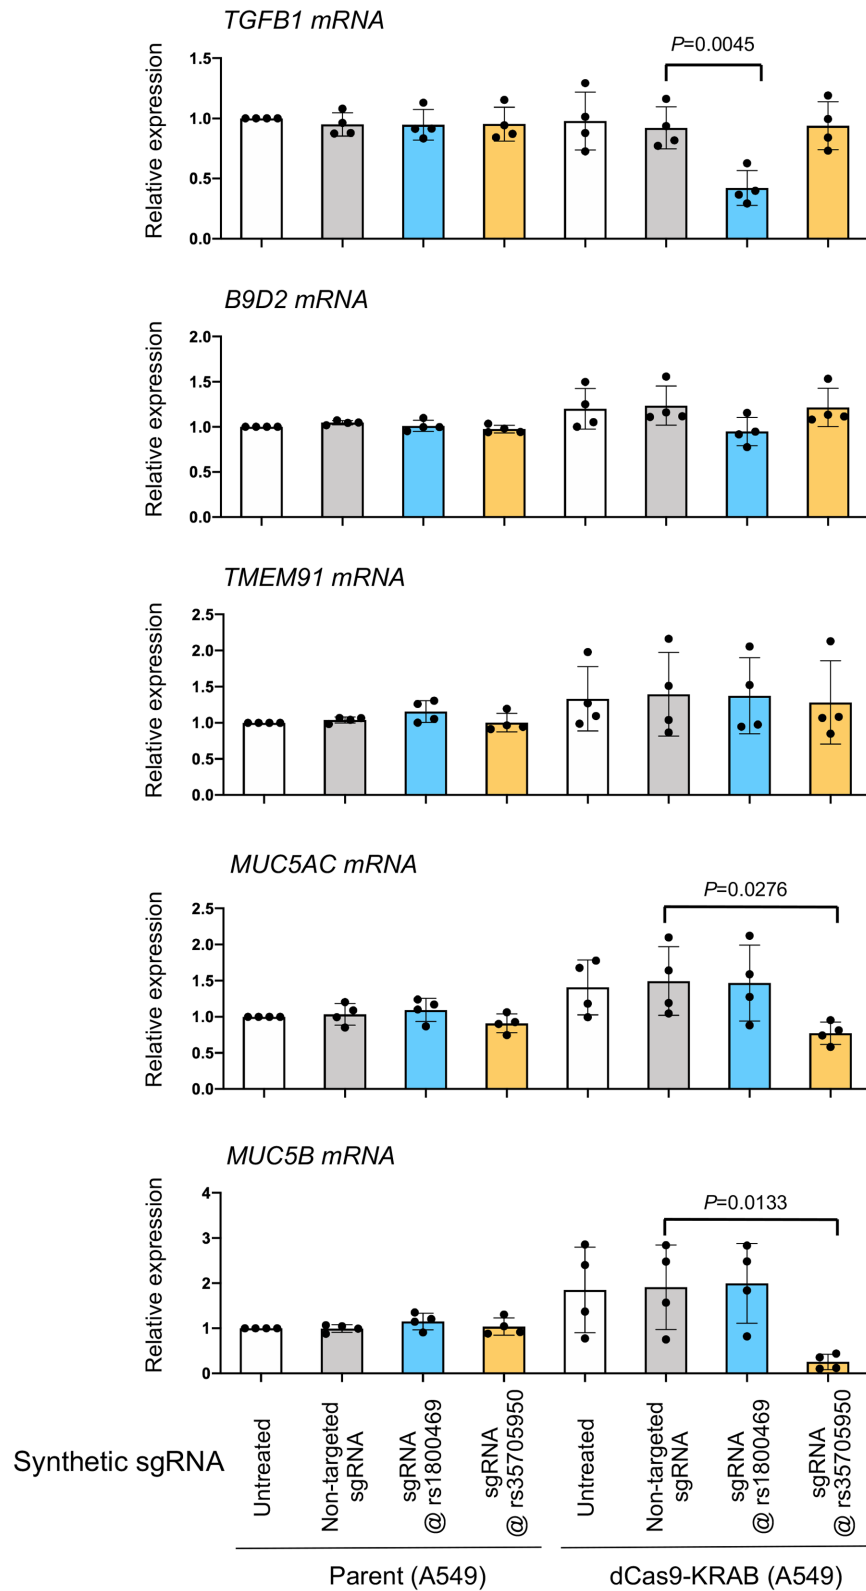 TGFB1 mRNA
P=0.0045
Relative expression
1.5
1.0
0.5
0.0
B9D2 mRNA
Relative expression
2.0
1.5
1.0
0.5
0.0
TMEM91 mRNA
Relative expression
2.5
2.0
1.5
1.0
0.5
0.0
MUC5AC mRNA
P=0.0276
Relative expression
2.5
2.0
1.5
1.0
0.5
0.0
MUC5B mRNA
P=0.0133
Relative expression
4
3
2
1
0
Synthetic sgRNA
Untreated
Non-targeted
sgRNA
sgRNA
@ rs1800469
sgRNA
@ rs35705950
Untreated
Non-targeted
sgRNA
sgRNA
@ rs1800469
sgRNA
@ rs35705950
Parent (A549)
dCas9-KRAB (A549)